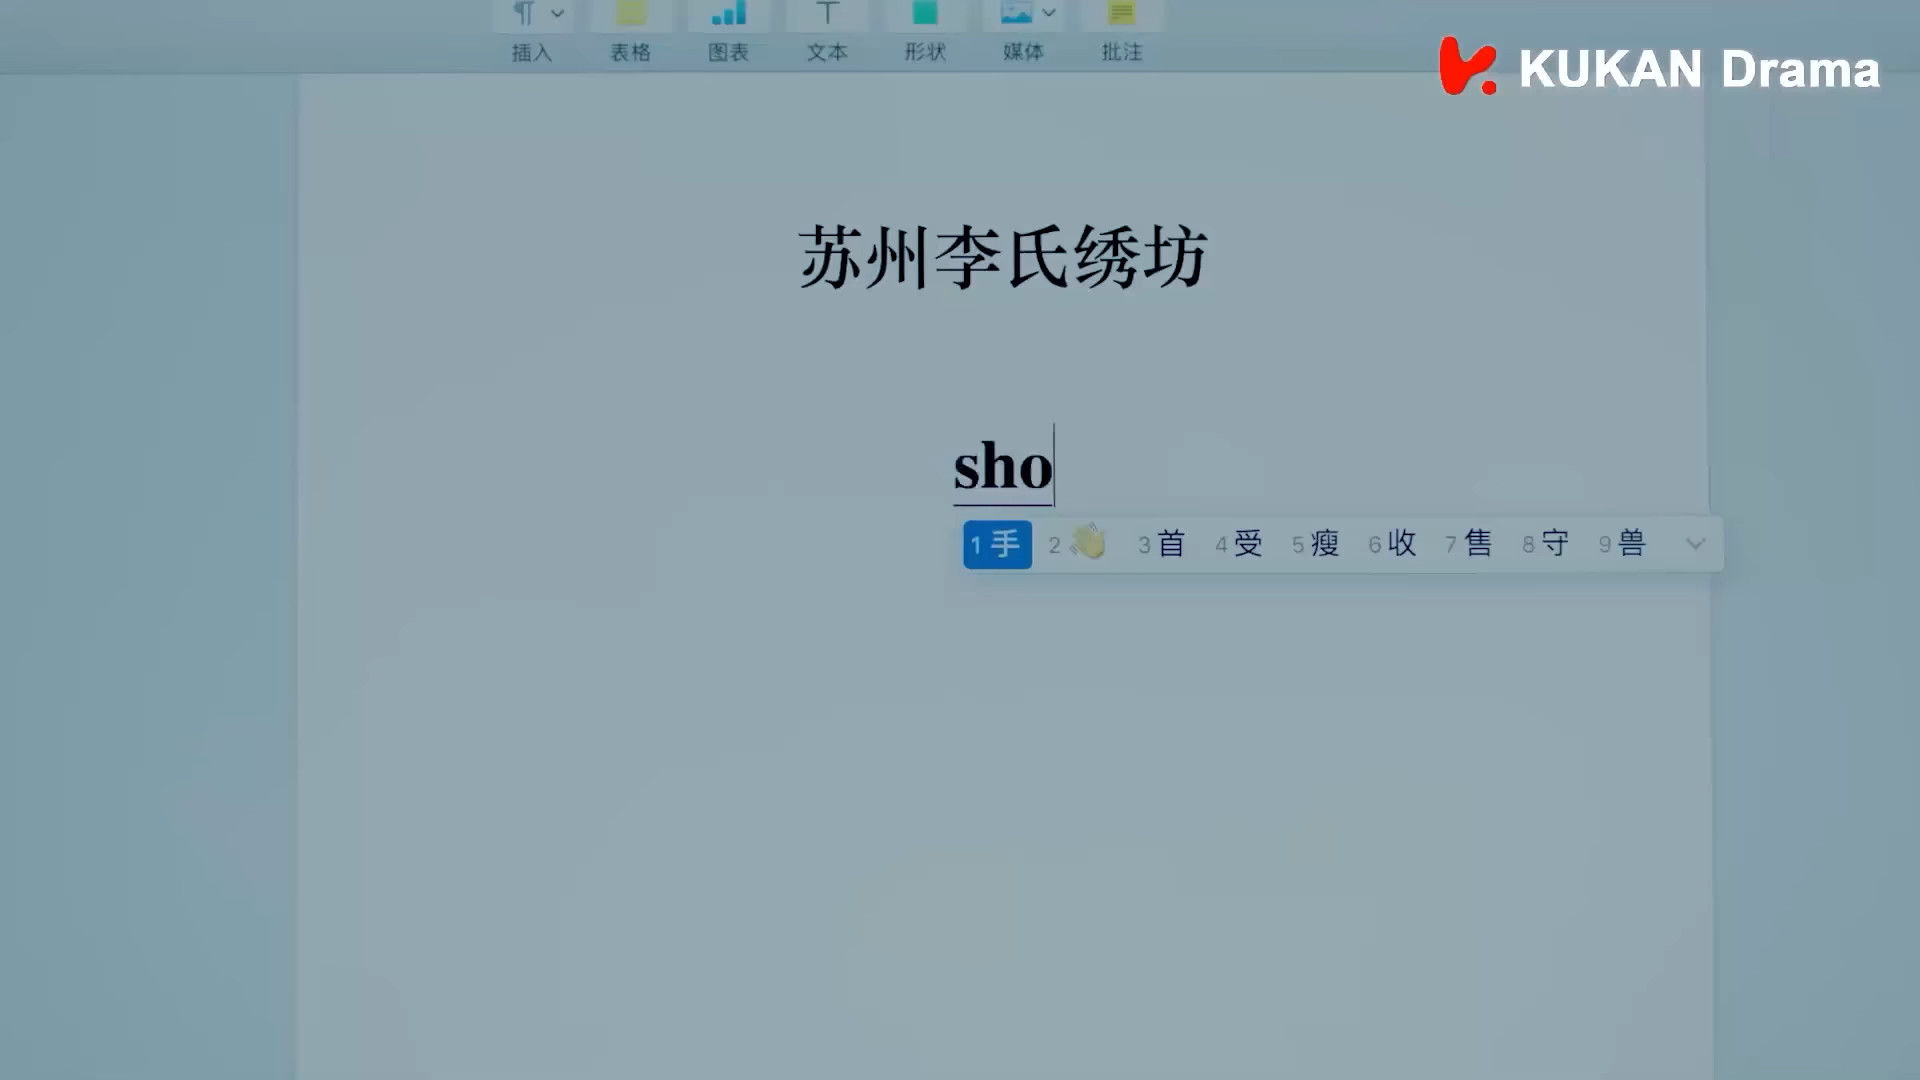 插入 表格 图表 文本 形状 媒体 批注
KUKAN Drama
苏州李氏绣坊
sho
1 手 2 👋 3 首 4 受 5 瘦 6 收 7 售 8 守 9 兽